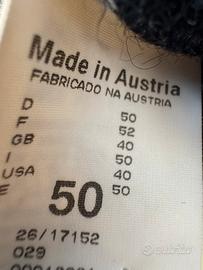 Made in Austria
FABRICADO NA AUSTRIA
D 50
F 52
GB 40
I 50
USA 40
E 50
50
26/17152
029